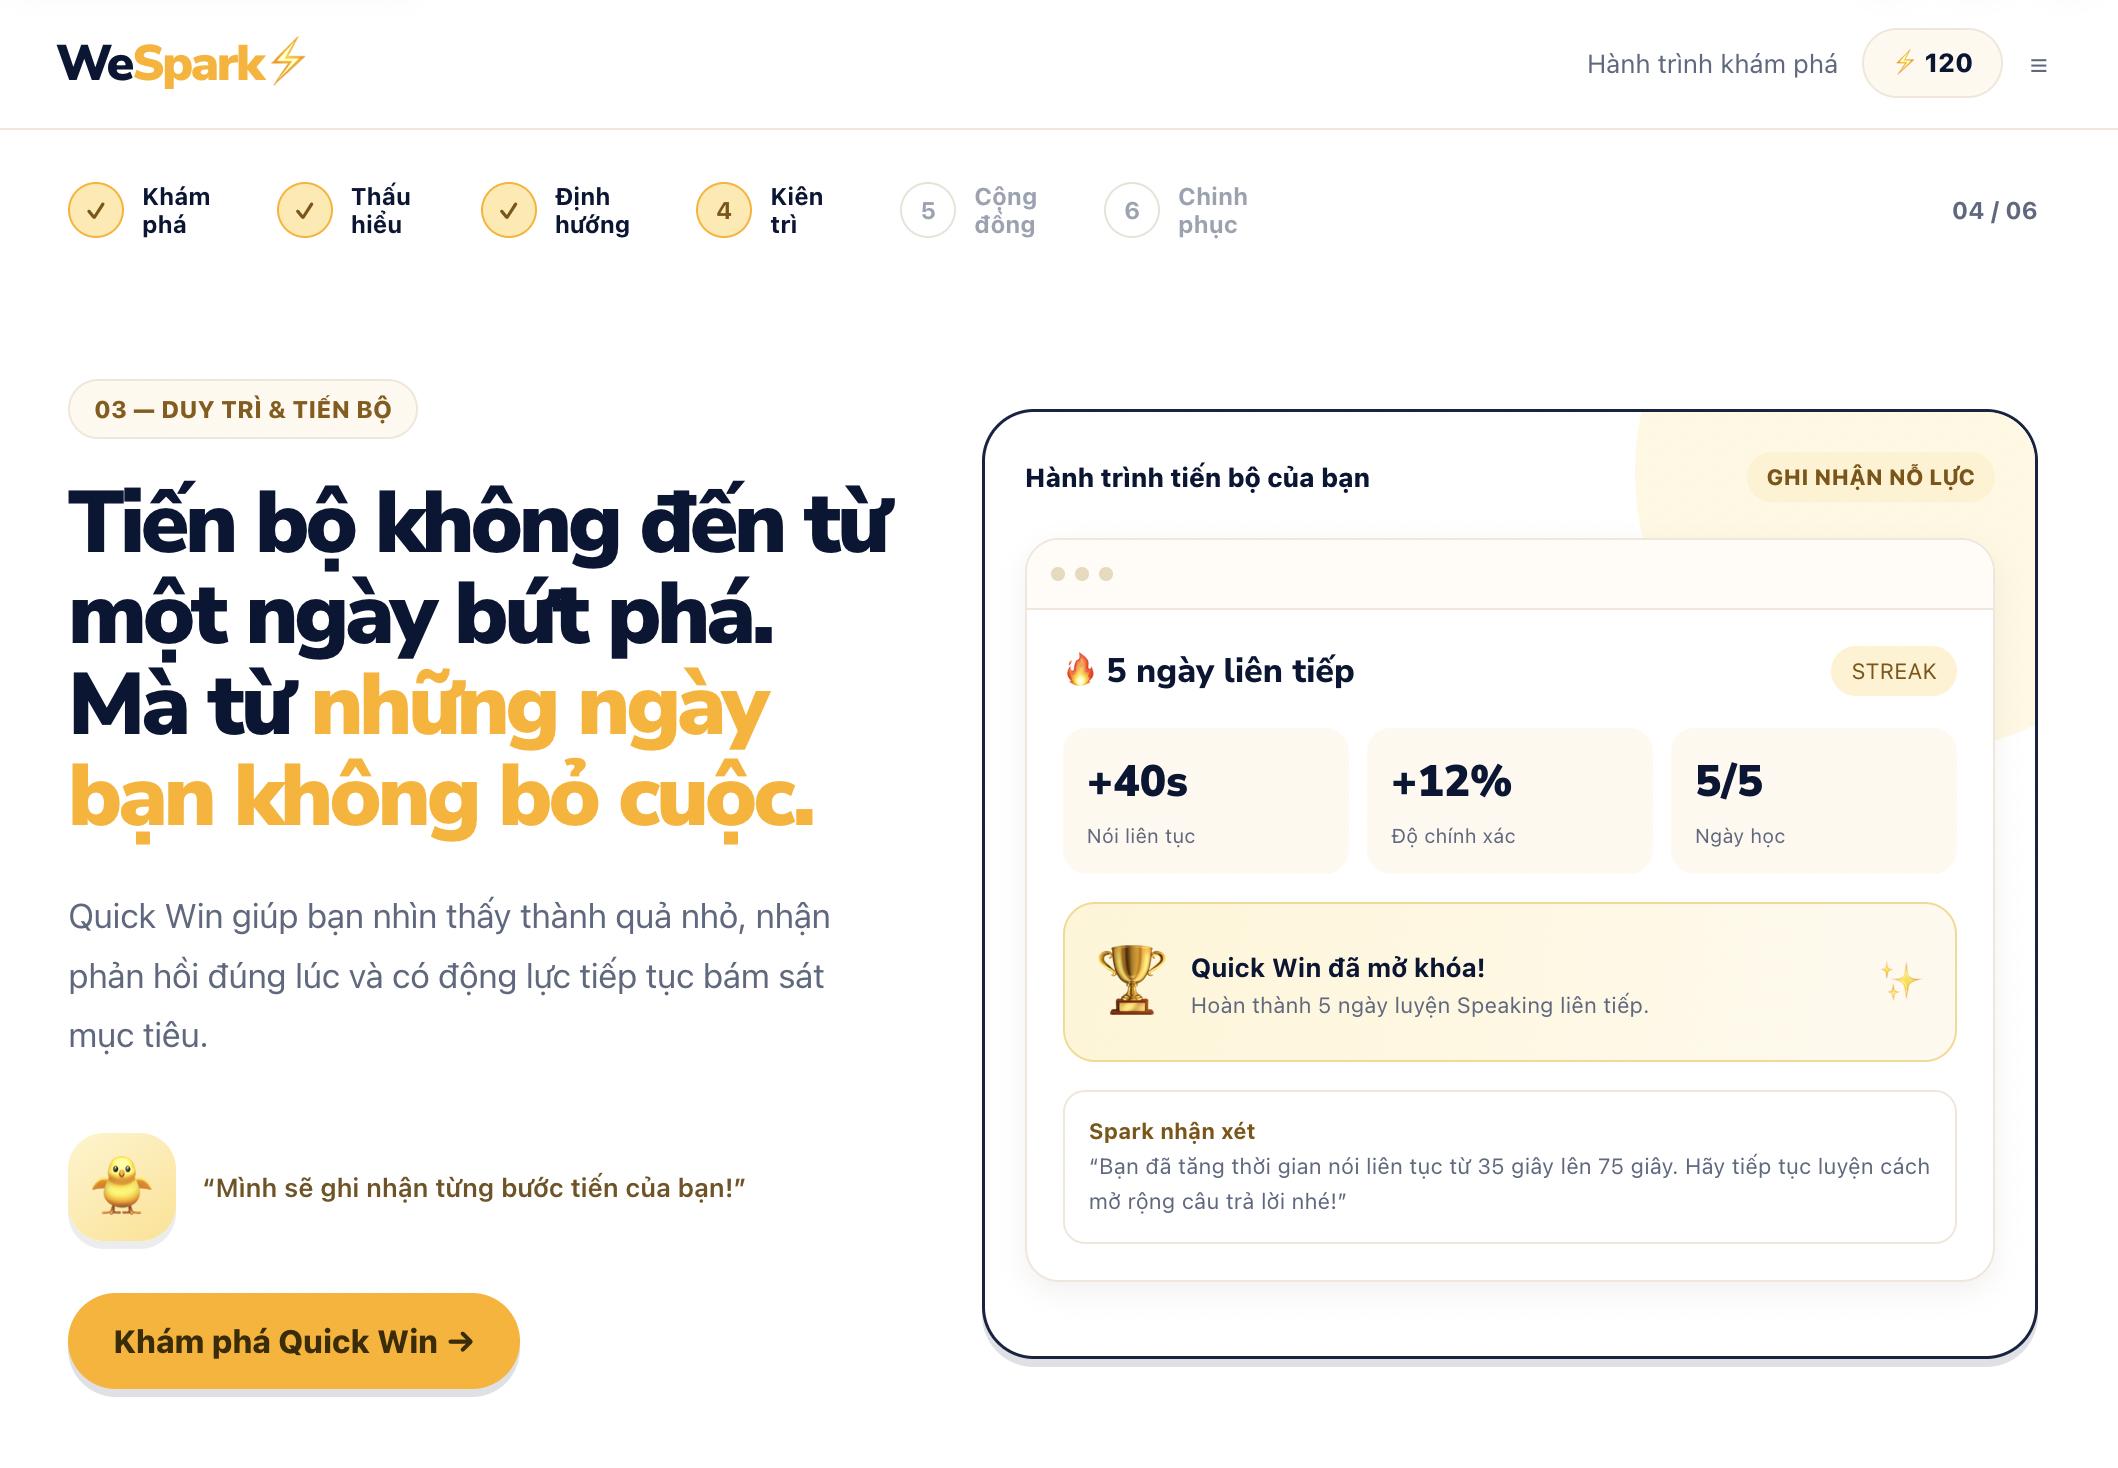 WeSpark⚡
Hành trình khám phá
⚡ 120
≡
✓ Khám
phá
✓ Thấu
hiểu
✓ Định
hướng
4 Kiên
trì
5 Cộng
đồng
6 Chinh
phục
04 / 06
03 — DUY TRÌ & TIẾN BỘ
Tiến bộ không đến từ
một ngày bứt phá.
Mà từ những ngày
bạn không bỏ cuộc.
Quick Win giúp bạn nhìn thấy thành quả nhỏ, nhận
phản hồi đúng lúc và có động lực tiếp tục bám sát
mục tiêu.
“Mình sẽ ghi nhận từng bước tiến của bạn!”
Khám phá Quick Win →
Hành trình tiến bộ của bạn
GHI NHẬN NỖ LỰC
🔥 5 ngày liên tiếp
STREAK
+40s
Nói liên tục
+12%
Độ chính xác
5/5
Ngày học
Quick Win đã mở khóa!
Hoàn thành 5 ngày luyện Speaking liên tiếp.
Spark nhận xét
“Bạn đã tăng thời gian nói liên tục từ 35 giây lên 75 giây. Hãy tiếp tục luyện cách
mở rộng câu trả lời nhé!”